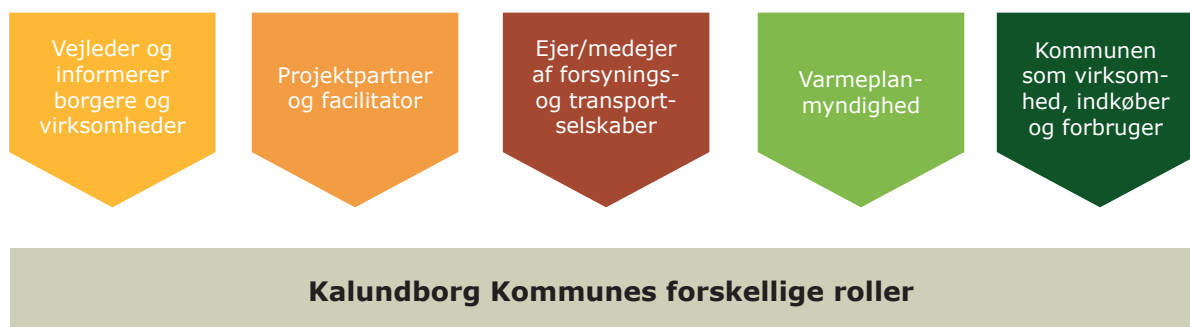 Vejleder og
informerer
borgere og
virksomheder
Projektpartner
og facilitator
Ejer/medejer
af forsynings-
og transport-
selskaber
Varmeplan-
myndighed
Kommunen
som virksom-
hed, indkøber
og forbruger
Kalundborg Kommunes forskellige roller